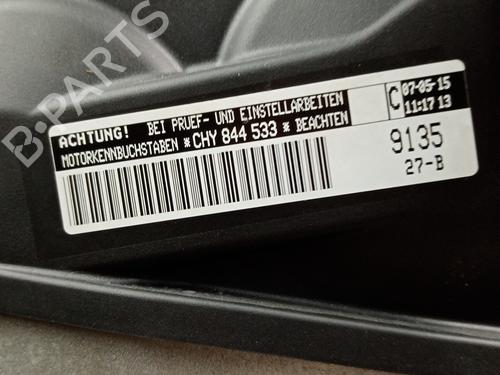 ACHTUNG! BEI PRUEF- UND EINSTELLARBEITEN
MOTORKENNBUCHSTABEN *CHY 844 533 * BEACHTEN
C 07-05-15
11:17 13
9135
27-B
B-PARTS